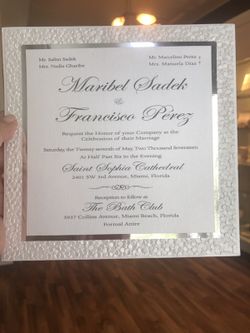 Mr. Salim Sadek
Mrs. Nadia Gharibe
Mr. Marcelino Perez
Mrs. Manuela Diaz
Maribel Sadek
&
Francisco Perez
Request the Honor of your Company at the
Celebration of their Marriage
Saturday the Twenty-seventh of May, Two Thousand Seventeen
At Half Past Six in the Evening
Saint Sophia Cathedral
2401 SW 3rd Avenue, Miami, Florida
Reception to follow at
The Bath Club
5937 Collins Avenue, Miami Beach, Florida
Formal Attire